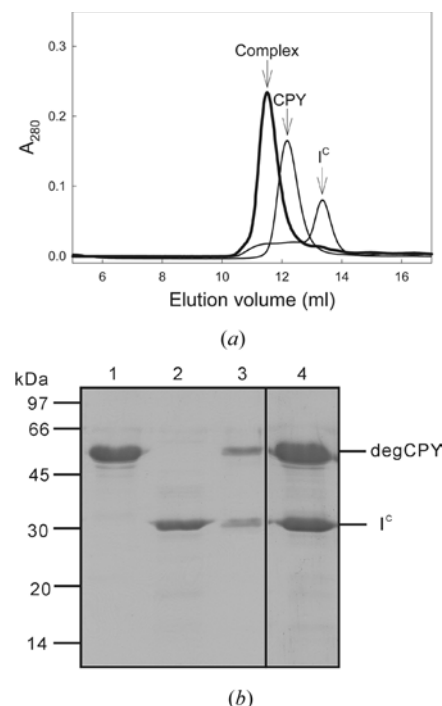 Complex
CPY
I^C
A280
0.3
0.2
0.1
0.0
6 8 10 12 14 16
Elution volume (ml)
(a)
kDa 1 2 3 4
97
66
degCPY
45
30
I^c
20
14
(b)